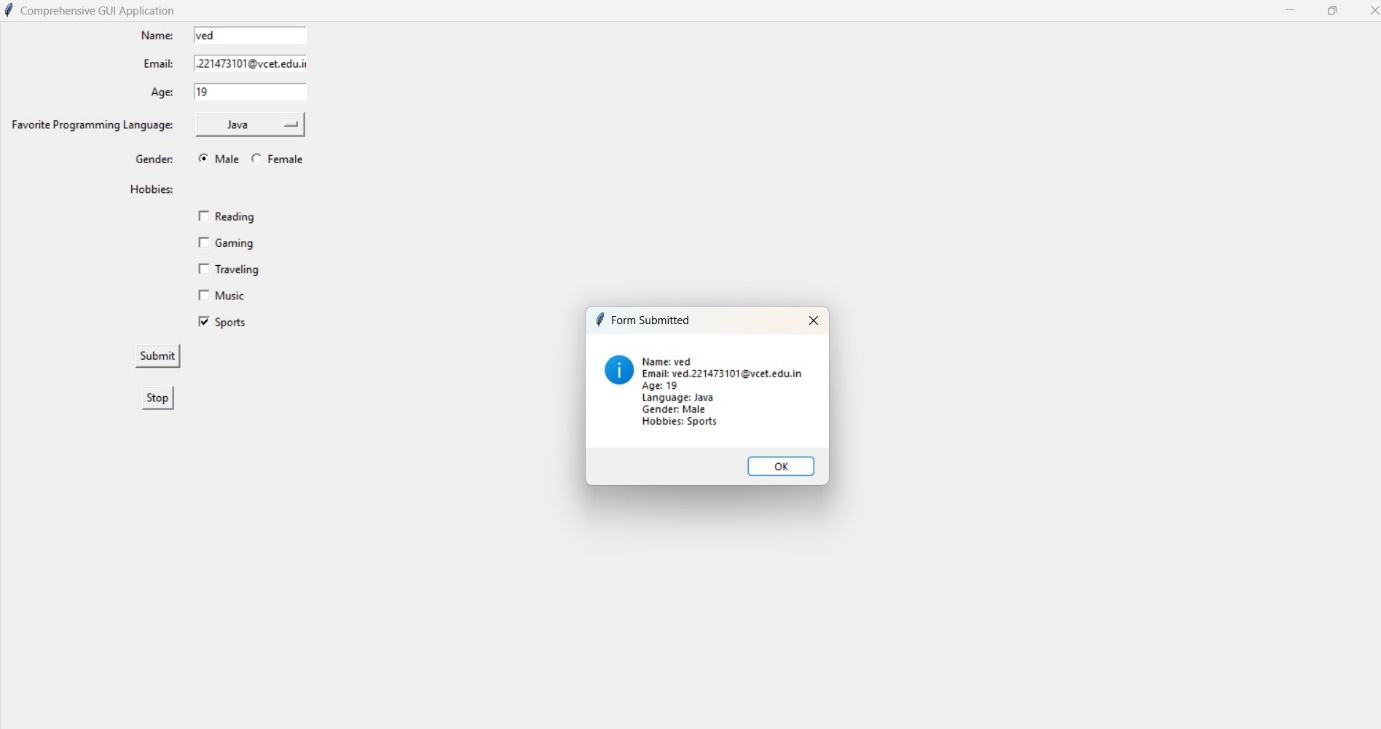 Comprehensive GUI Application
Name: ved
Email: .221473101@vcet.edu.i
Age: 19
Favorite Programming Language: Java
Gender: Male Female
Hobbies:
Reading
Gaming
Traveling
Music
Sports
Submit
Stop
Form Submitted
Name: ved
Email: ved.221473101@vcet.edu.in
Age: 19
Language: Java
Gender: Male
Hobbies: Sports
OK